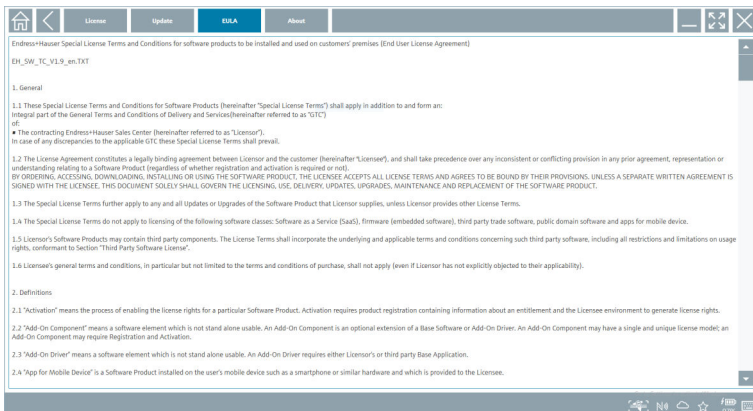 License Update EULA About
Endress+Hauser Special License Terms and Conditions for software products to be installed and used on customers' premises (End User License Agreement)
EH_SW_TC_V1.9_en.TXT
1. General
1.1 These Special License Terms and Conditions for Software Products (hereinafter "Special License Terms") shall apply in addition to and form an:
Integral part of the General Terms and Conditions of Delivery and Services(hereinafter referred to as "GTC")
of:
▪ The contracting Endress+Hauser Sales Center (hereinafter referred to as "Licensor").
In case of any discrepancies to the applicable GTC these Special License Terms shall prevail.
1.2 The License Agreement constitutes a legally binding agreement between Licensor and the customer (hereinafter "Licensee"), and shall take precedence over any inconsistent or conflicting provision in any prior agreement, representation or
understanding relating to a Software Product (regardless of whether registration and activation is required or not).
BY ORDERING, ACCESSING, DOWNLOADING, INSTALLING OR USING THE SOFTWARE PRODUCT, THE LICENSEE ACCEPTS ALL LICENSE TERMS AND AGREES TO BE BOUND BY THEIR PROVISIONS. UNLESS A SEPARATE WRITTEN AGREEMENT IS
SIGNED WITH THE LICENSEE, THIS DOCUMENT SOLELY SHALL GOVERN THE LICENSING, USE, DELIVERY, UPDATES, UPGRADES, MAINTENANCE AND REPLACEMENT OF THE SOFTWARE PRODUCT.
1.3 The Special License Terms further apply to any and all Updates or Upgrades of the Software Product that Licensor supplies, unless Licensor provides other License Terms.
1.4 The Special License Terms do not apply to licensing of the following software classes: Software as a Service (SaaS), firmware (embedded software), third party trade software, public domain software and apps for mobile device.
1.5 Licensor's Software Products may contain third party components. The License Terms shall incorporate the underlying and applicable terms and conditions concerning such third party software, including all restrictions and limitations on usage
rights, conformant to Section "Third Party Software License".
1.6 Licensee's general terms and conditions, in particular but not limited to the terms and conditions of purchase, shall not apply (even if Licensor has not explicitly objected to their applicability).
2. Definitions
2.1 "Activation" means the process of enabling the license rights for a particular Software Product. Activation requires product registration containing information about an entitlement and the Licensee environment to generate license rights.
2.2 "Add-On Component" means a software element which is not stand alone usable. An Add-On Component is an optional extension of a Base Software or Add-On Driver. An Add-On Component may have a single and unique license model; an
Add-On Component may require Registration and Activation.
2.3 "Add-On Driver" means a software element which is not stand alone usable. An Add-On Driver requires either Licensor's or third party Base Application.
2.4 "App for Mobile Device" is a Software Product installed on the user's mobile device such as a smartphone or similar hardware and which is provided to the Licensee.